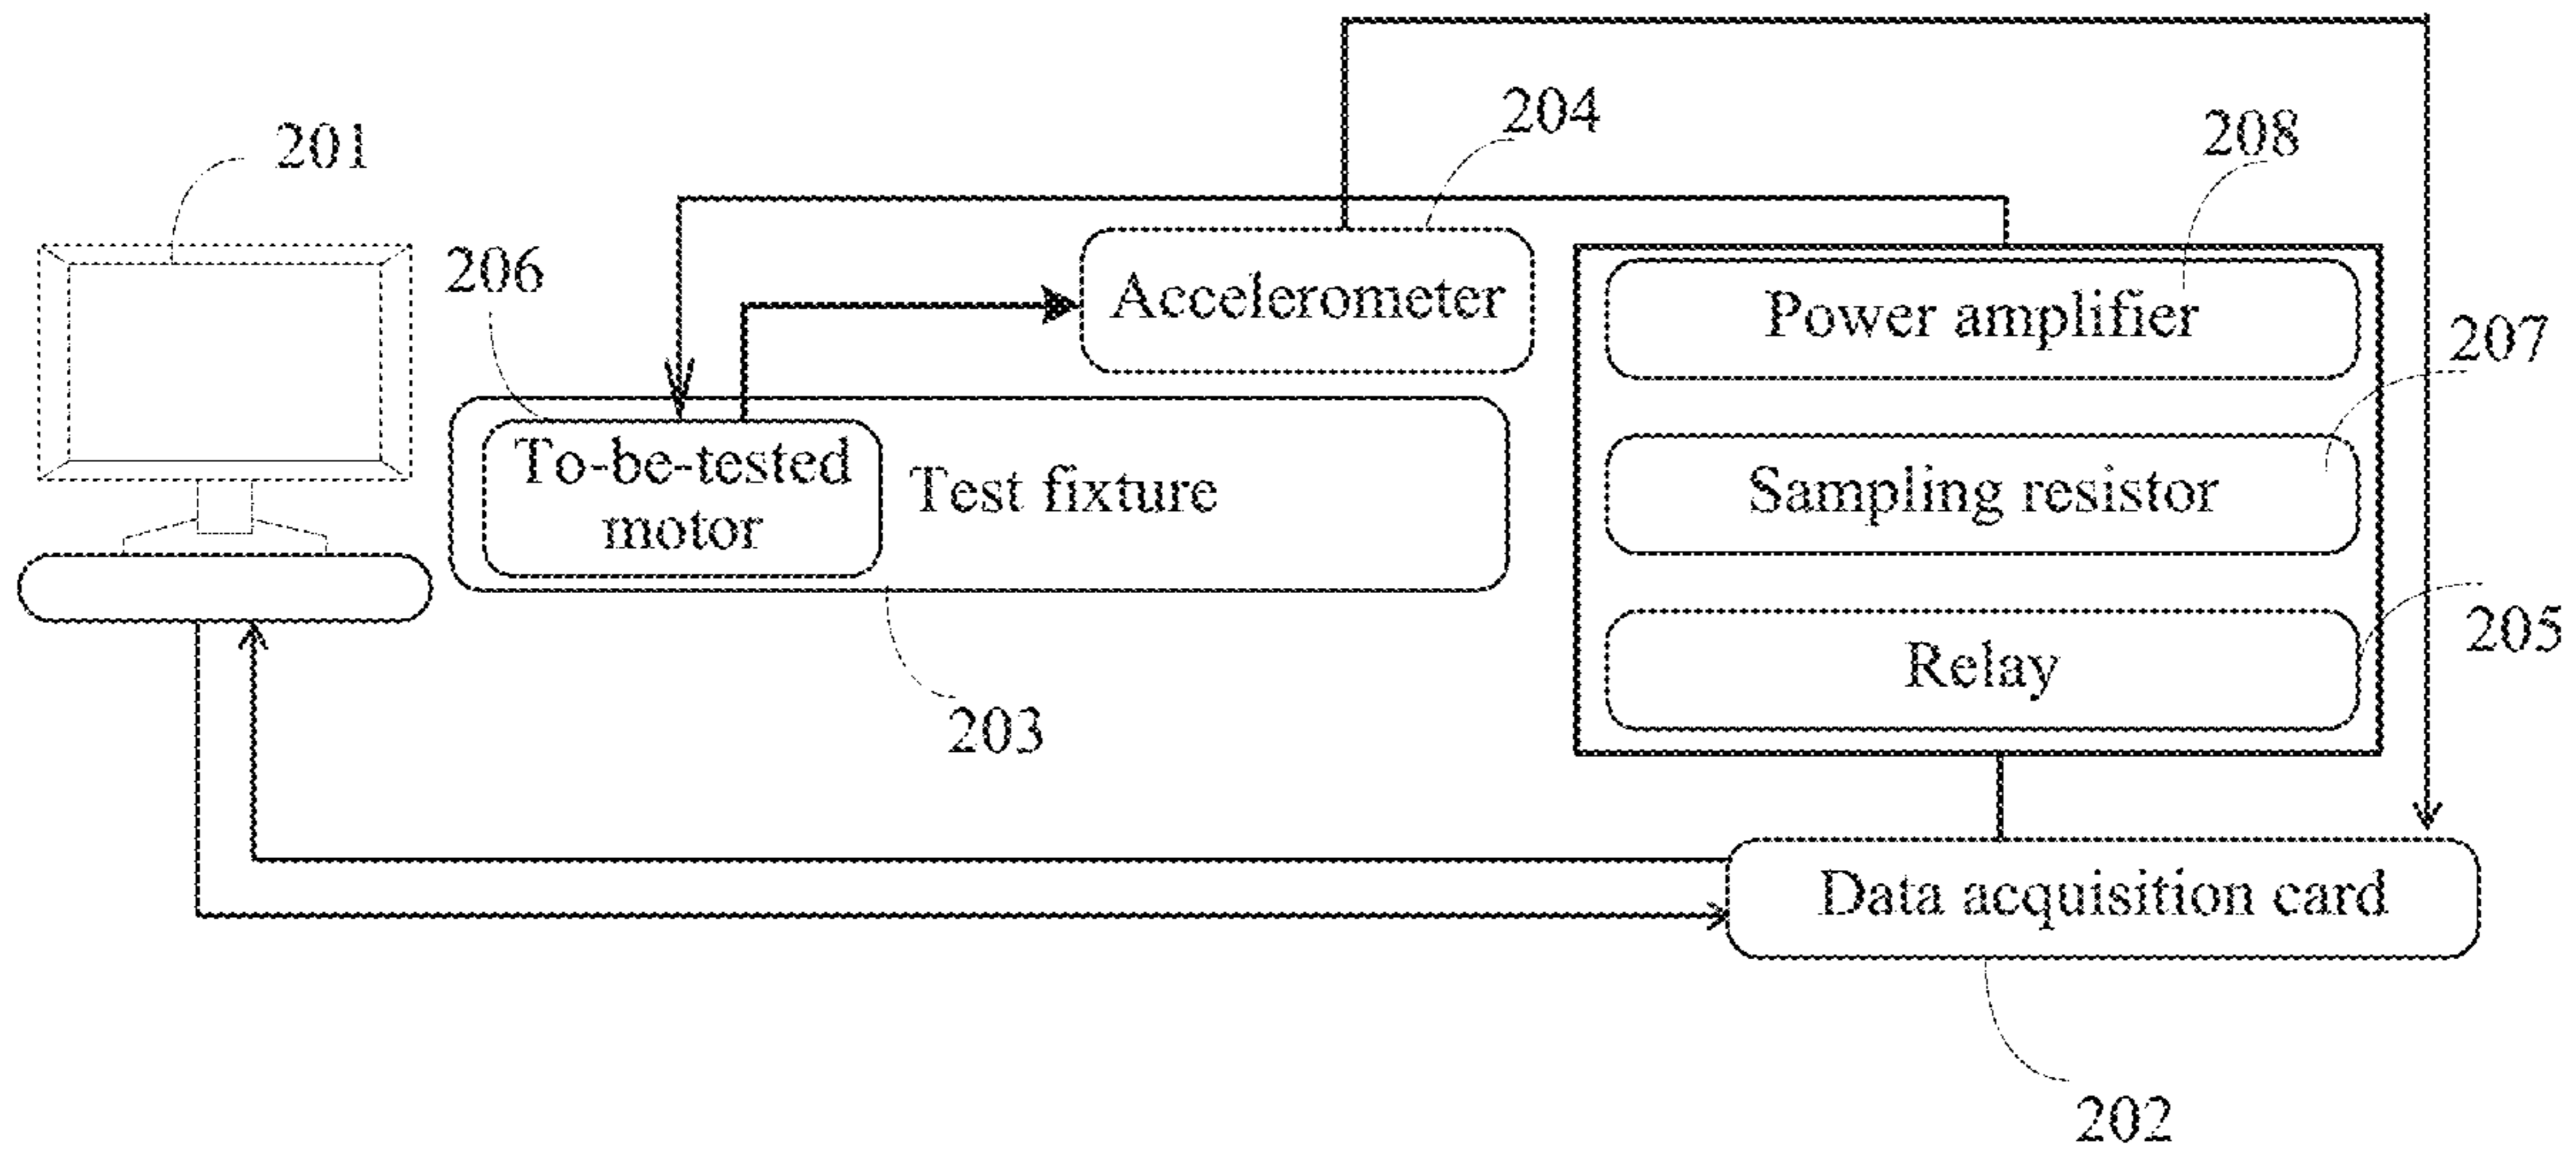 204
208
201
206
Accelerometer
Power amplifier
207
To-be-tested
motor
Test fixture
Sampling resistor
205
Relay
203
Data acquisition card
202